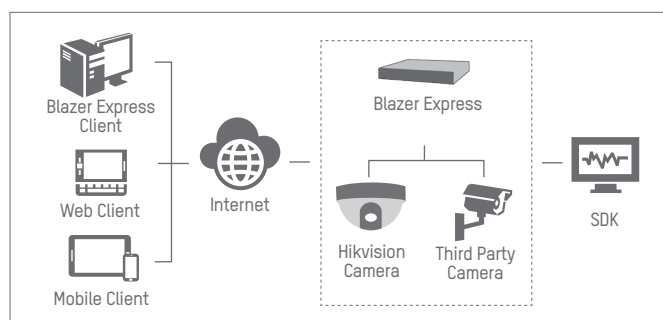 Blazer Express
Client
Web Client
Mobile Client
Internet
Blazer Express
Hikvision
Camera
Third Party
Camera
SDK